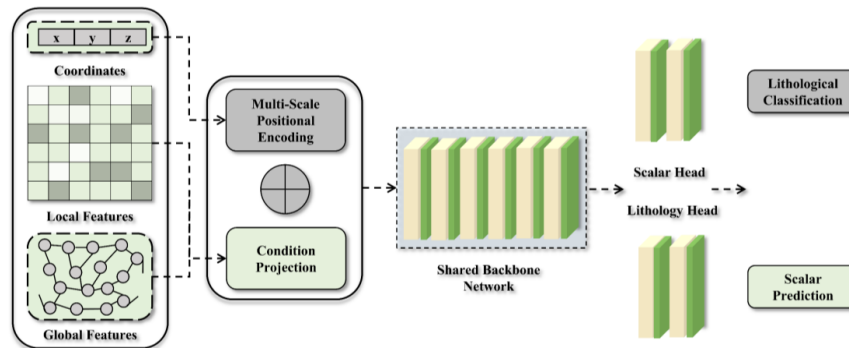 x y z
Coordinates
Local Features
Global Features
Multi-Scale
Positional
Encoding
Condition
Projection
Shared Backbone
Network
Scalar Head
Lithology Head
Lithological
Classification
Scalar
Prediction